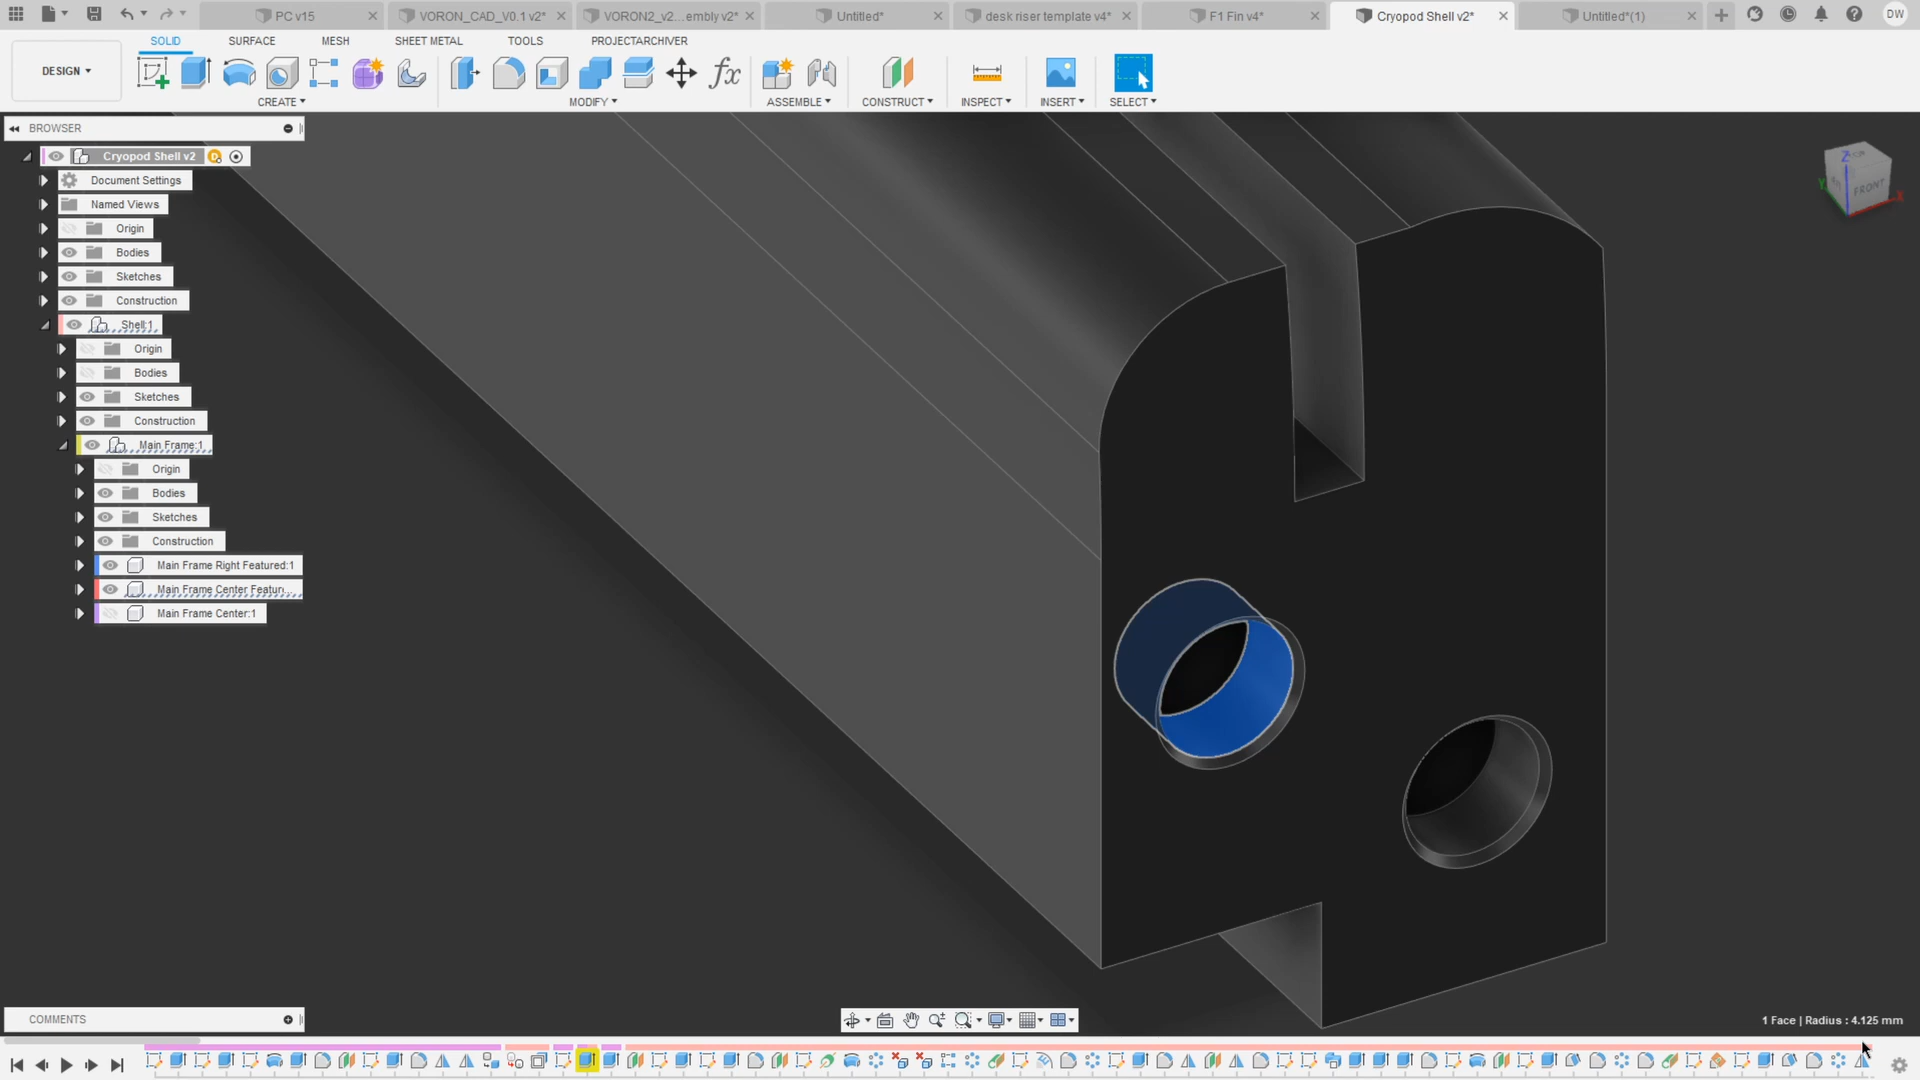 PC v15
VORON_CAD_V0.1 v2*
VORON2_v2...embly v2*
Untitled*
desk riser template v4*
F1 Fin v4*
Cryopod Shell v2*
Untitled*(1)
DW
SOLID
SURFACE
MESH
SHEET METAL
TOOLS
PROJECTARCHIVER
DESIGN
CREATE
MODIFY
ASSEMBLE
CONSTRUCT
INSPECT
INSERT
SELECT
BROWSER
Cryopod Shell v2
Document Settings
Named Views
Origin
Bodies
Sketches
Construction
Shell:1
Origin
Bodies
Sketches
Construction
Main Frame:1
Origin
Bodies
Sketches
Construction
Main Frame Right Featured:1
Main Frame Center Featur...
Main Frame Center:1
Z
Y
X
FRONT
COMMENTS
1 Face | Radius : 4.125 mm